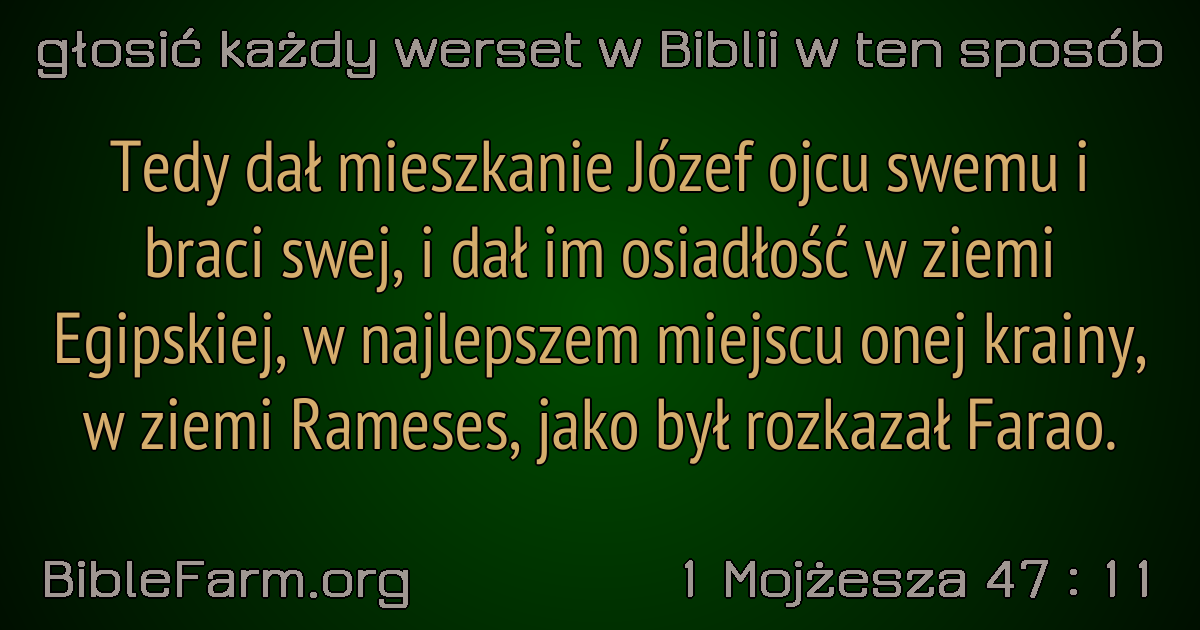 głosić każdy werset w Biblii w ten sposób
Tedy dał mieszkanie Józef ojcu swemu i
braci swej, i dał im osiadłość w ziemi
Egipskiej, w najlepszem miejscu onej krainy,
w ziemi Rameses, jako był rozkazał Farao.
BibleFarm.org
1 Mojżesza 47 : 11